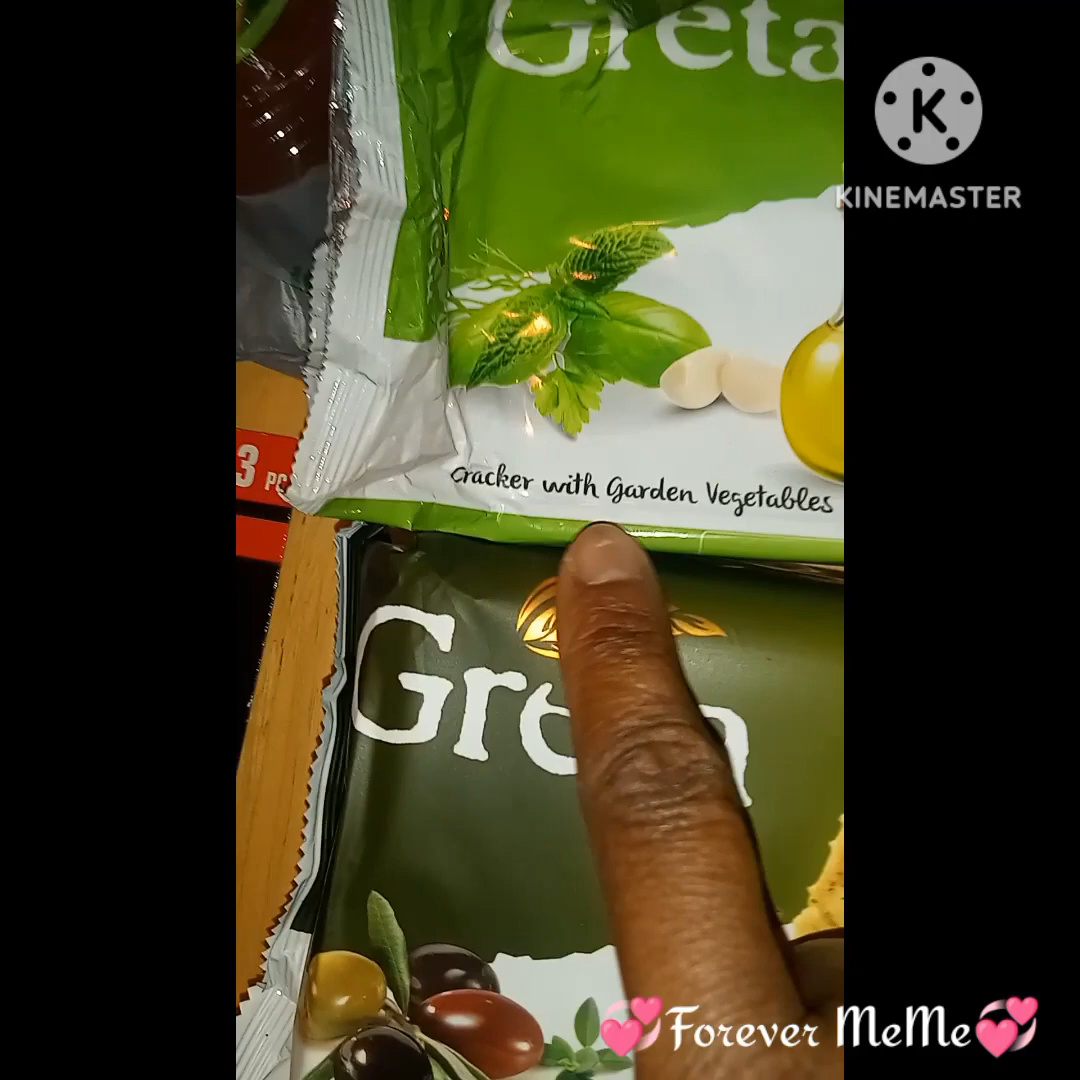 Greta
K
KINEMASTER
Cracker with Garden Vegetables
3 PC
💞Forever MeMe💞